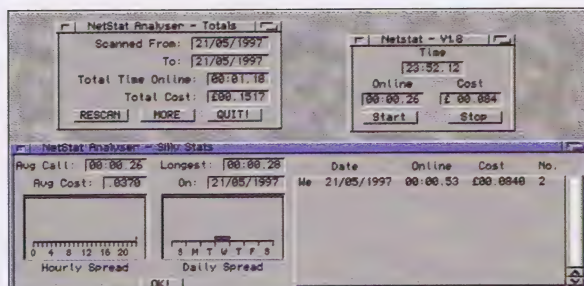 NetStat Analyser - Totals
Scanned From: 21/05/1997
To: 21/05/1997
Total Time Online: 00:01.18
Total Cost: £00.1517
RESCAN MORE QUIT!
Netstat - V1.8
Time
23:52.12
Online Cost
00:00.26 £ 00.084
Start Stop
NetStat Analyser - Silly Stats
Avg Call: 00:00.26 Longest: 00:00.28
Avg Cost: .0370 On: 21/05/1997
0 4 8 12 16 20
Hourly Spread
S M T W T F S
Daily Spread
OK!
Date Online Cost No.
We 21/05/1997 00:00.53 £00.0840 2